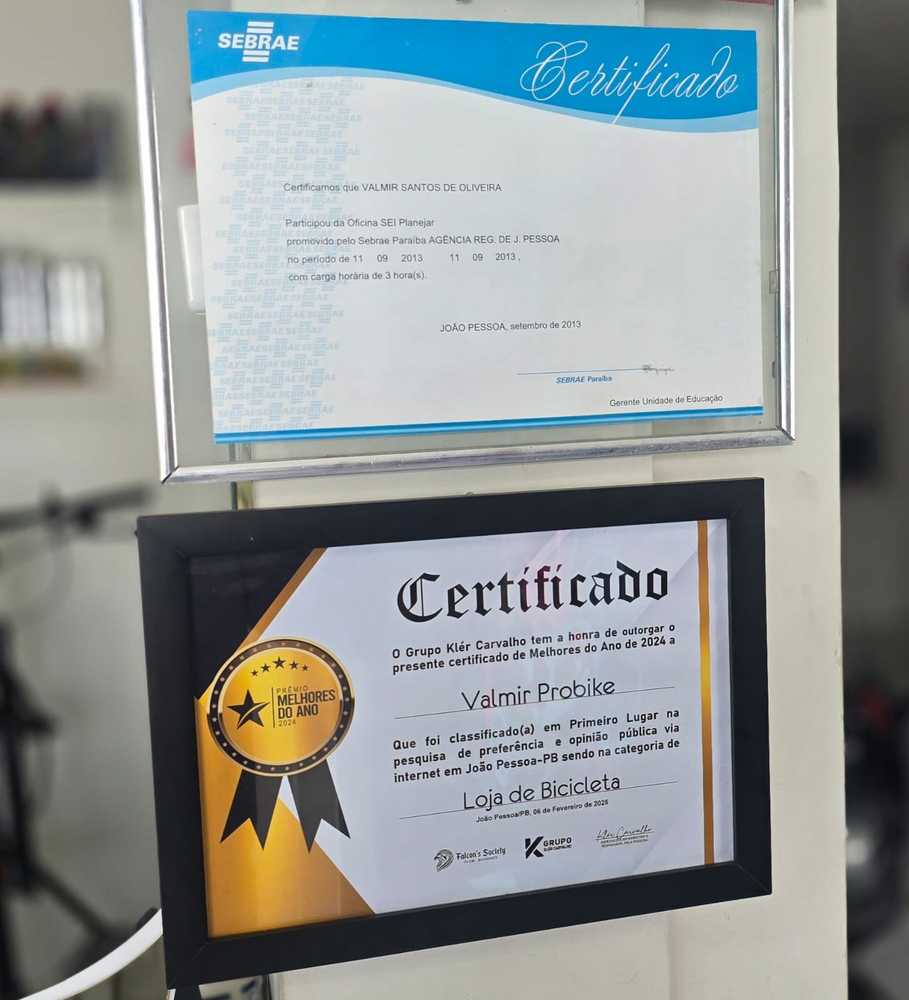 SEBRAE
Certificado
Certificamos que VALMIR SANTOS DE OLIVEIRA
Participou da Oficina SEI Planejar
promovido pelo Sebrae Paraíba AGÊNCIA REG. DE J. PESSOA
no período de 11 09 2013 11 09 2013 ,
com carga horária de 3 hora(s).
JOÃO PESSOA, setembro de 2013
SEBRAE Paraíba
Gerente Unidade de Educação
Certificado
O Grupo Klér Carvalho tem a honra de outorgar o
presente certificado de Melhores do Ano de 2024 a
Valmir Probike
PRÊMIO
MELHORES
DO ANO
2024
Que foi classificado(a) em Primeiro Lugar na
pesquisa de preferência e opinião pública via
internet em João Pessoa-PB sendo na categoria de
Loja de Bicicleta
João Pessoa/PB, 06 de Fevereiro de 2025
Falcon's Society
K GRUPO
KLÉR CARVALHO
Klér Carvalho